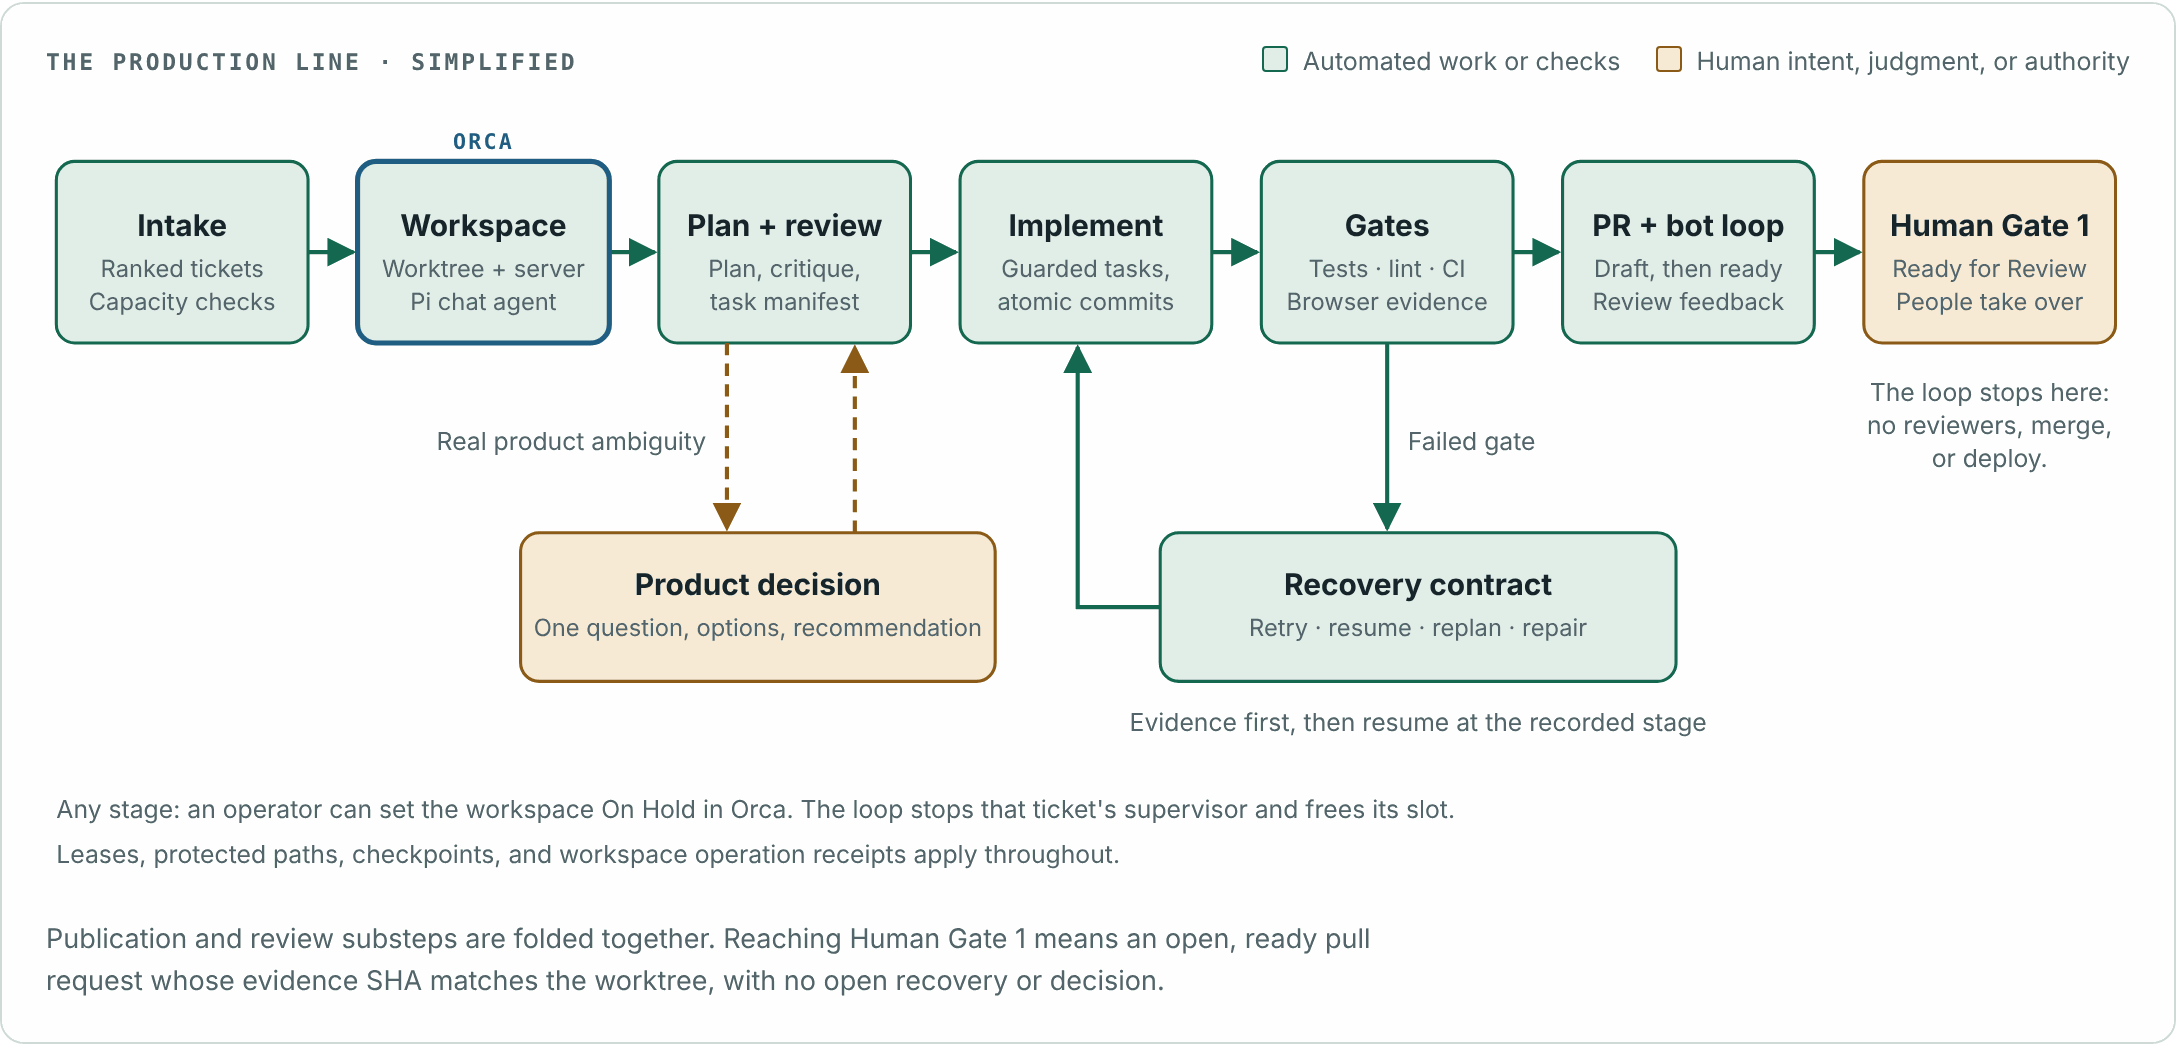 THE PRODUCTION LINE · SIMPLIFIED
Automated work or checks
Human intent, judgment, or authority
ORCA
Intake
Ranked tickets
Capacity checks
Workspace
Worktree + server
Pi chat agent
Plan + review
Plan, critique,
task manifest
Implement
Guarded tasks,
atomic commits
Gates
Tests · lint · CI
Browser evidence
PR + bot loop
Draft, then ready
Review feedback
Human Gate 1
Ready for Review
People take over
The loop stops here:
no reviewers, merge,
or deploy.
Real product ambiguity
Failed gate
Product decision
One question, options, recommendation
Recovery contract
Retry · resume · replan · repair
Evidence first, then resume at the recorded stage
Any stage: an operator can set the workspace On Hold in Orca. The loop stops that ticket's supervisor and frees its slot.
Leases, protected paths, checkpoints, and workspace operation receipts apply throughout.
Publication and review substeps are folded together. Reaching Human Gate 1 means an open, ready pull
request whose evidence SHA matches the worktree, with no open recovery or decision.